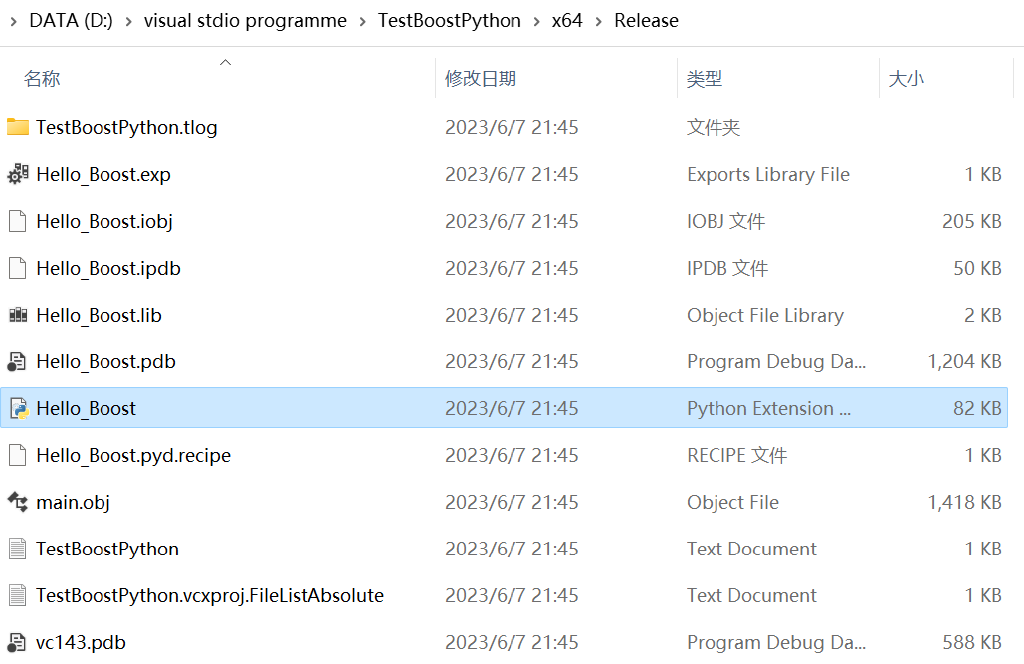 › DATA (D:) › visual stdio programme › TestBoostPython › x64 › Release
名称 修改日期 类型 大小
TestBoostPython.tlog 2023/6/7 21:45 文件夹
Hello_Boost.exp 2023/6/7 21:45 Exports Library File 1 KB
Hello_Boost.iobj 2023/6/7 21:45 IOBJ 文件 205 KB
Hello_Boost.ipdb 2023/6/7 21:45 IPDB 文件 50 KB
Hello_Boost.lib 2023/6/7 21:45 Object File Library 2 KB
Hello_Boost.pdb 2023/6/7 21:45 Program Debug Da... 1,204 KB
Hello_Boost 2023/6/7 21:45 Python Extension ... 82 KB
Hello_Boost.pyd.recipe 2023/6/7 21:45 RECIPE 文件 1 KB
main.obj 2023/6/7 21:45 Object File 1,418 KB
TestBoostPython 2023/6/7 21:45 Text Document 1 KB
TestBoostPython.vcxproj.FileListAbsolute 2023/6/7 21:45 Text Document 1 KB
vc143.pdb 2023/6/7 21:45 Program Debug Da... 588 KB